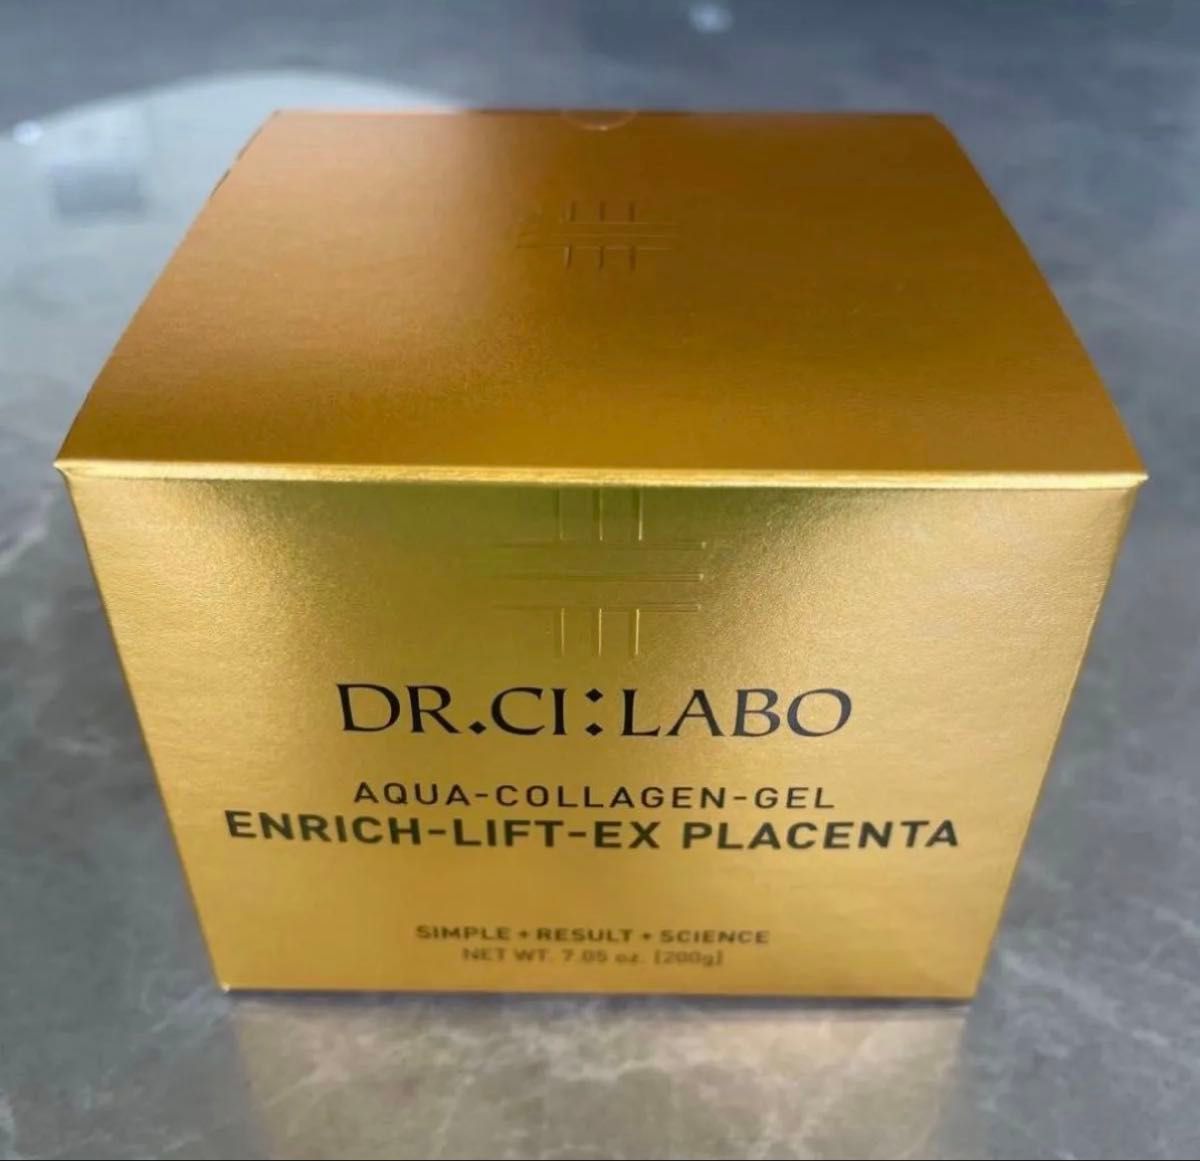 DR.CI:LABO
AQUA-COLLAGEN-GEL
ENRICH-LIFT-EX PLACENTA
SIMPLE + RESULT + SCIENCE
NET WT. 7.05 oz. [200g]